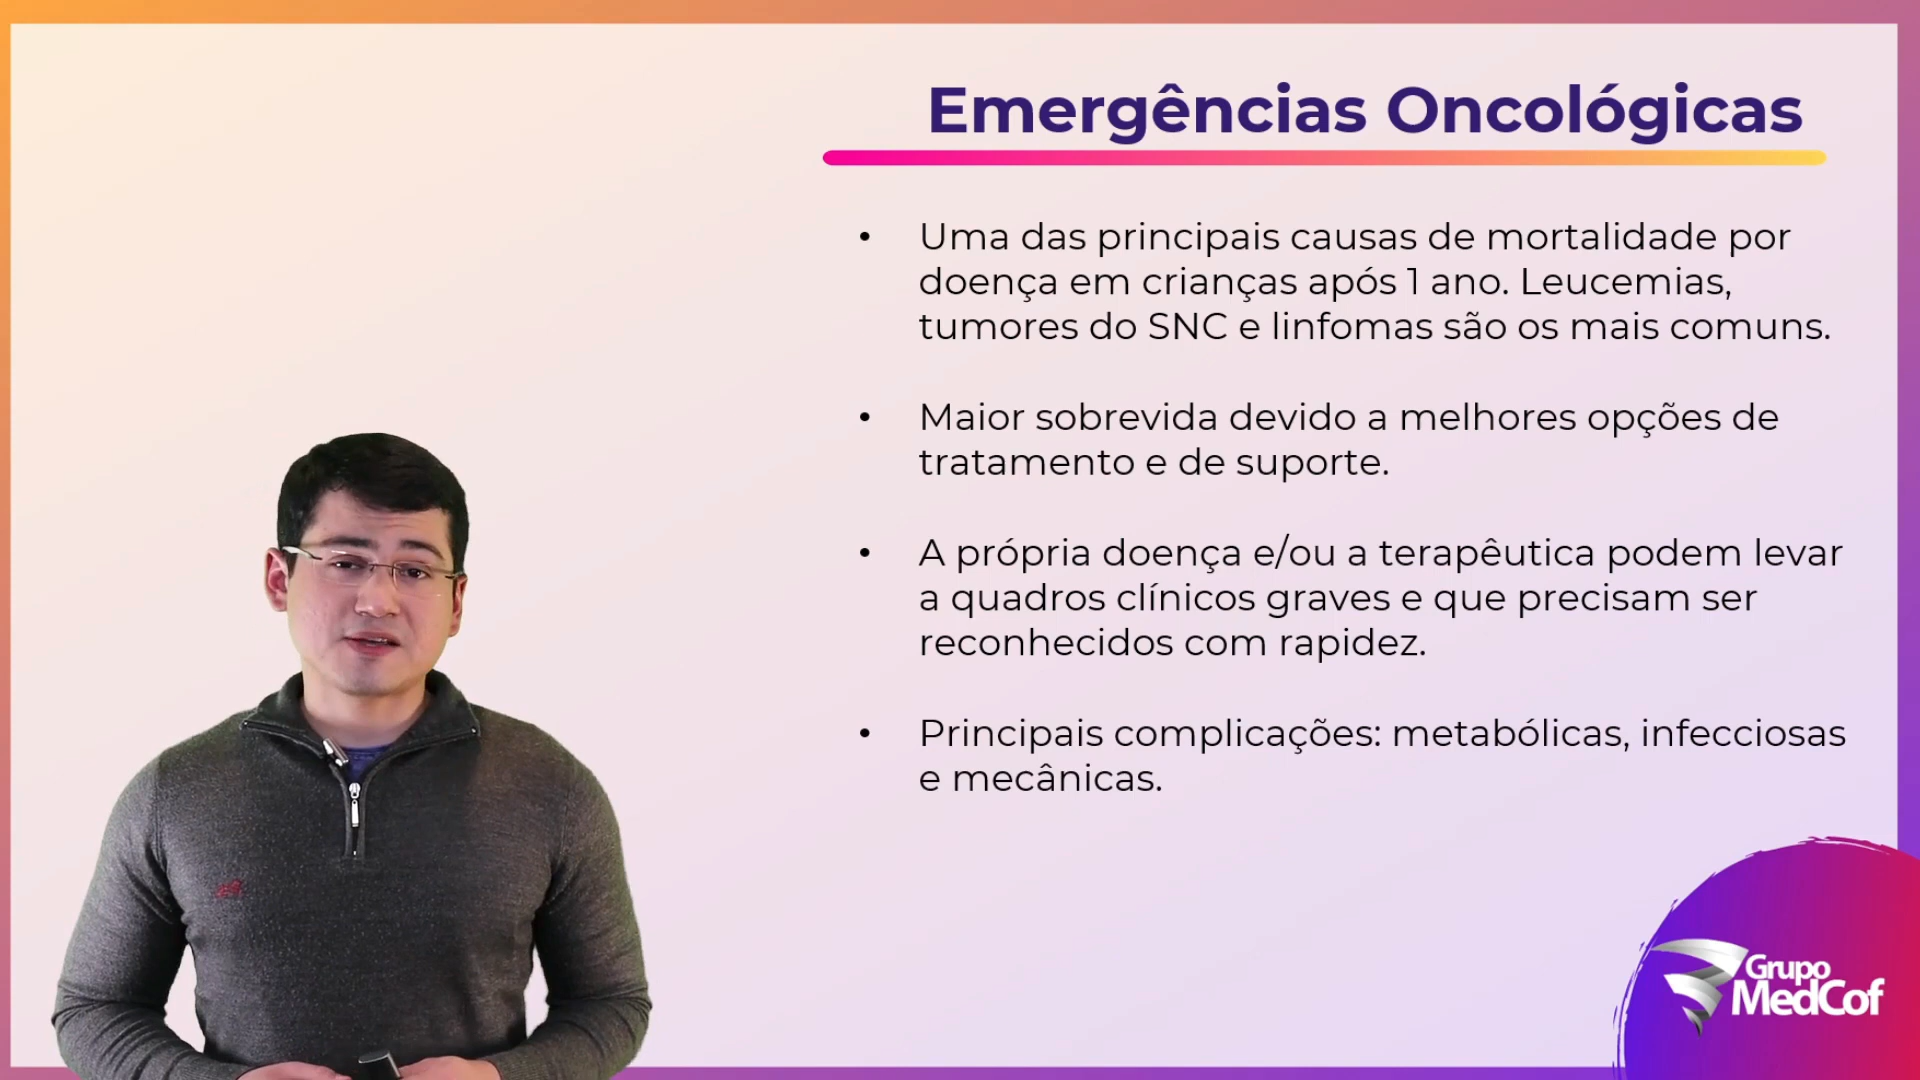 Emergências Oncológicas
• Uma das principais causas de mortalidade por
doença em crianças após 1 ano. Leucemias,
tumores do SNC e linfomas são os mais comuns.
• Maior sobrevida devido a melhores opções de
tratamento e de suporte.
• A própria doença e/ou a terapêutica podem levar
a quadros clínicos graves e que precisam ser
reconhecidos com rapidez.
• Principais complicações: metabólicas, infecciosas
e mecânicas.
Grupo
MedCof